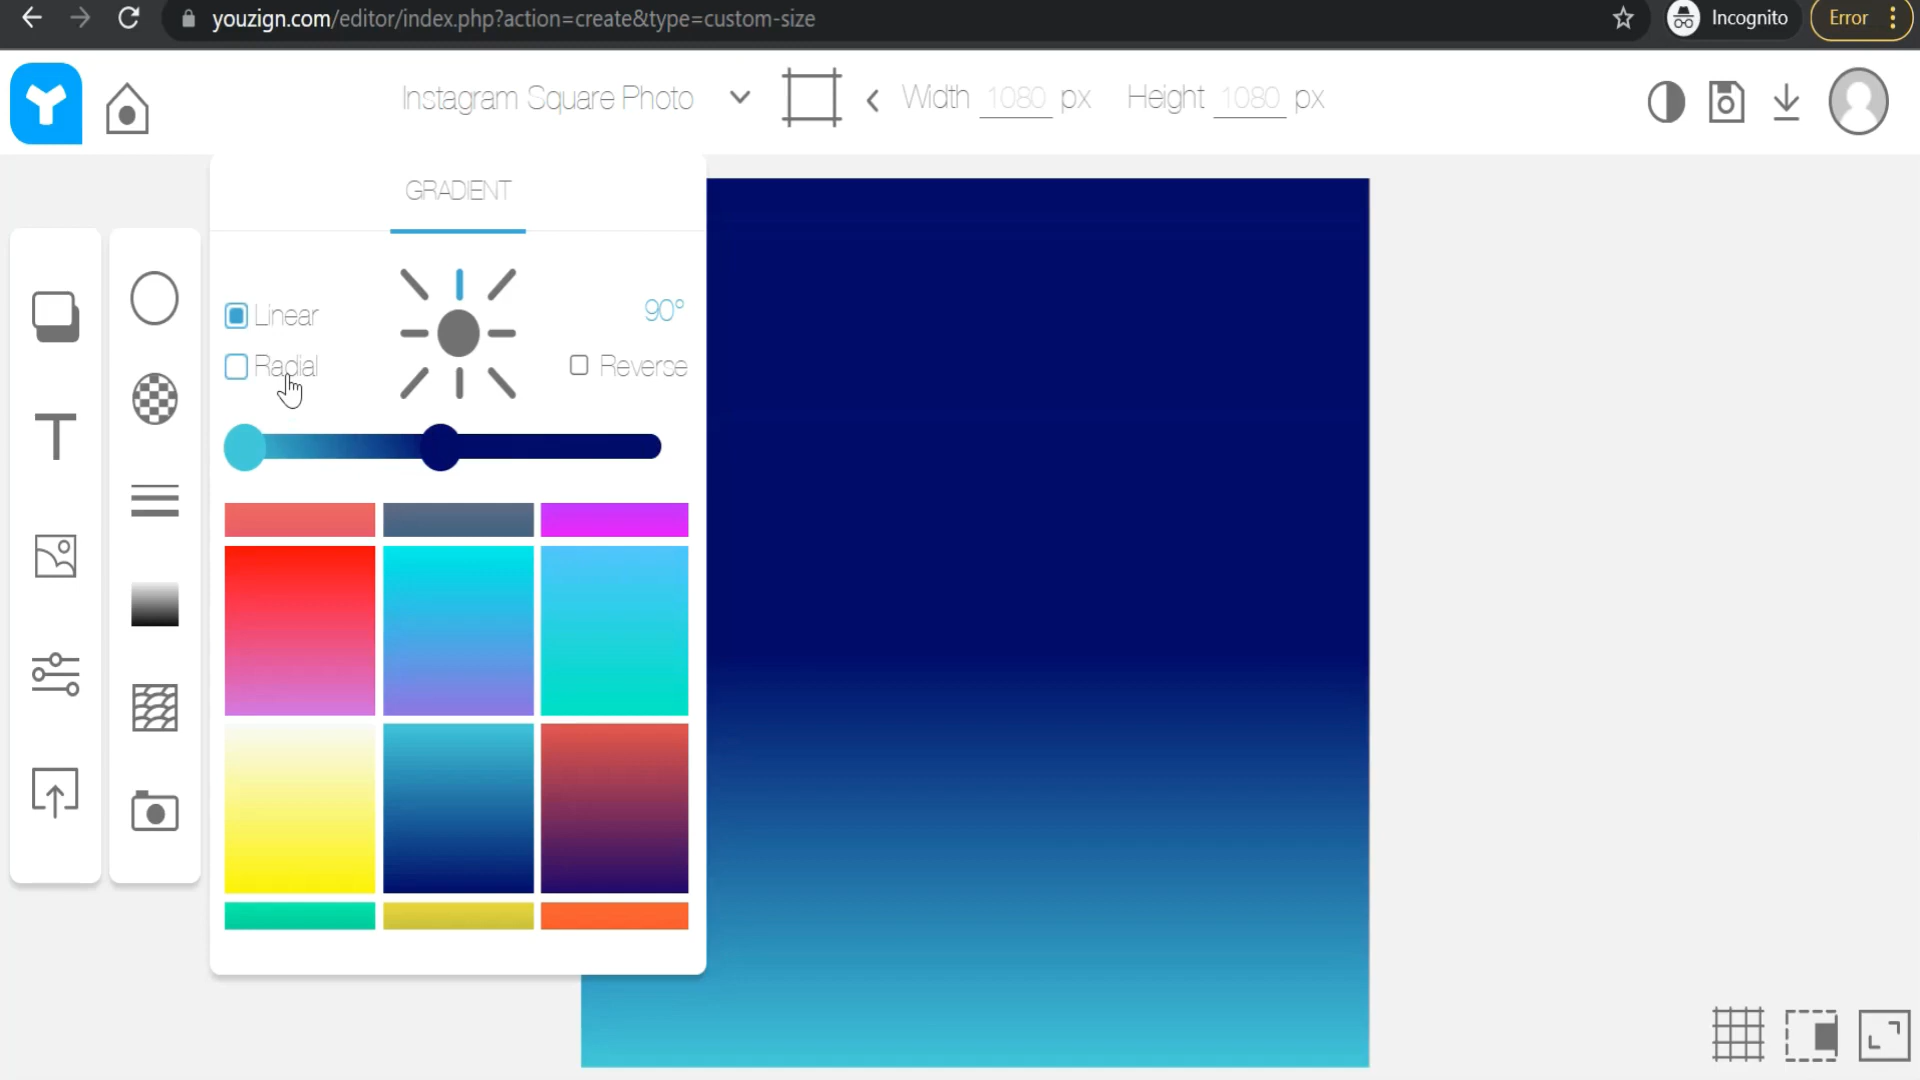 youzign.com/editor/index.php?action=create&type=custom-size
Incognito
Error
Instagram Square Photo
Width 1080 px
Height 1080 px
GRADIENT
Linear
90°
Radial
Reverse